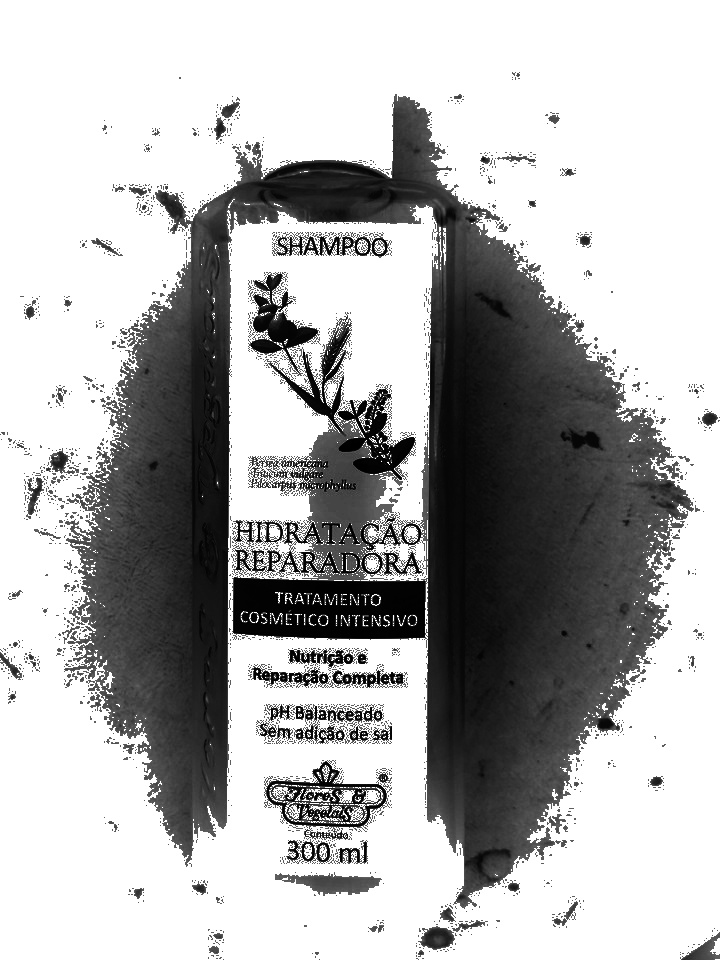 SHAMPOO
Persea americana
Triticum vulgare
Pilocarpus microphyllus
HIDRATAÇÃO
REPARADORA
TRATAMENTO
COSMÉTICO INTENSIVO
Nutrição e
Reparação Completa
pH Balanceado
Sem adição de sal
Flores &
Vegetais
®
Conteúdo
300 ml